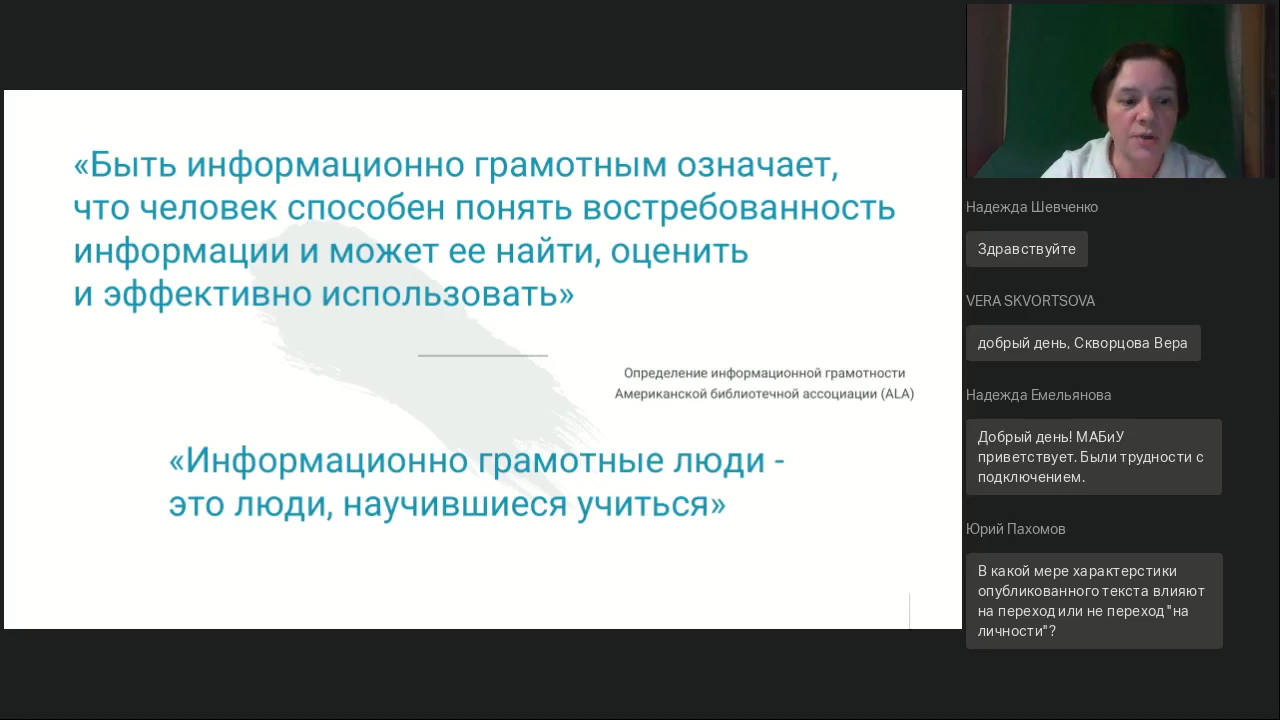 «Быть информационно грамотным означает,
что человек способен понять востребованность
информации и может ее найти, оценить
и эффективно использовать»
Определение информационной грамотности
Американской библиотечной ассоциации (ALA)
«Информационно грамотные люди -
это люди, научившиеся учиться»
Надежда Шевченко
Здравствуйте
VERA SKVORTSOVA
добрый день, Скворцова Вера
Надежда Емельянова
Добрый день! МАБиУ
приветствует. Были трудности с
подключением.
Юрий Пахомов
В какой мере характерстики
опубликованного текста влияют
на переход или не переход "на
личности"?